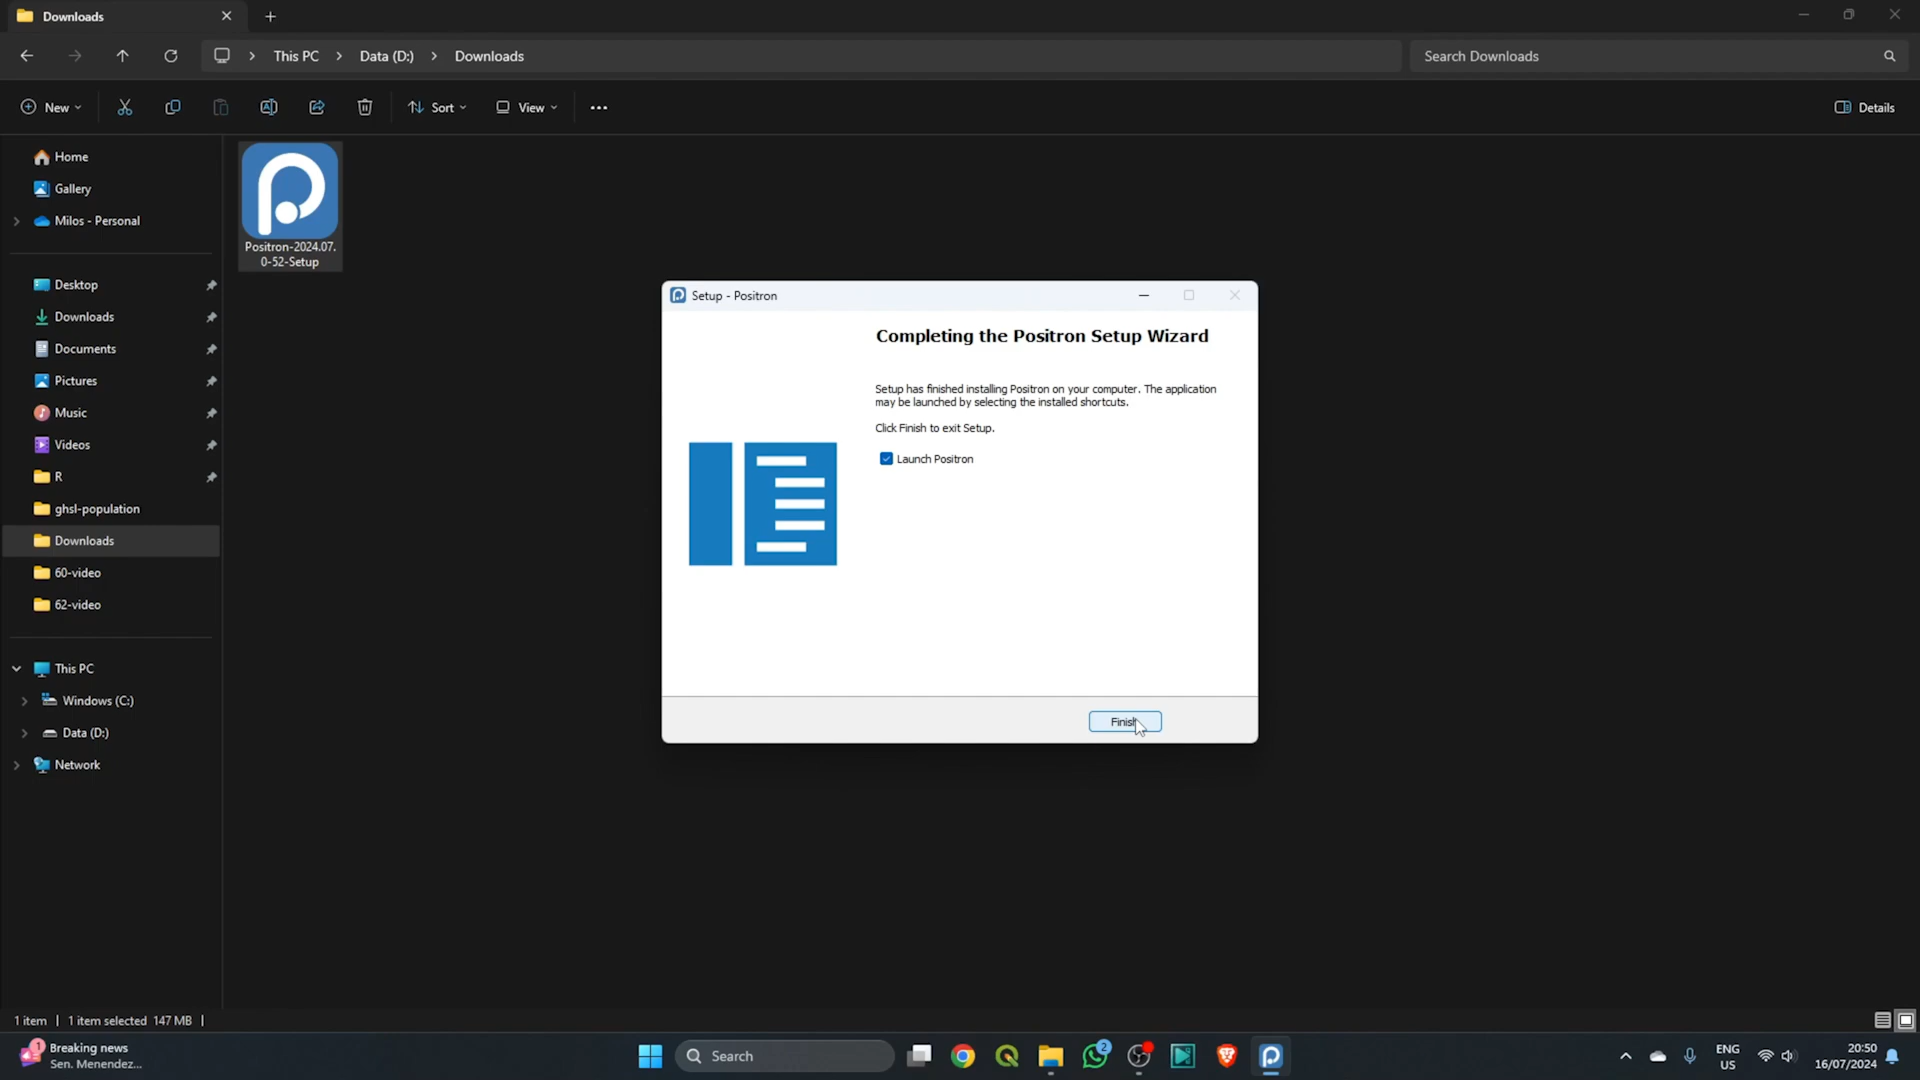 Downloads
This PC
Data (D:)
Downloads
Search Downloads
New
Sort
View
Details
Home
Gallery
Milos - Personal
Desktop
Downloads
Documents
Pictures
Music
Videos
R
ghsl-population
Downloads
60-video
62-video
This PC
Windows (C:)
Data (D:)
Network
Positron-2024.07.
0-52-Setup
Setup - Positron
Completing the Positron Setup Wizard
Setup has finished installing Positron on your computer. The application
may be launched by selecting the installed shortcuts.
Click Finish to exit Setup.
Launch Positron
Finish
1 item
1 item selected 147 MB
1
Breaking news
Sen. Menendez...
Search
2
ENG
US
20:50
16/07/2024